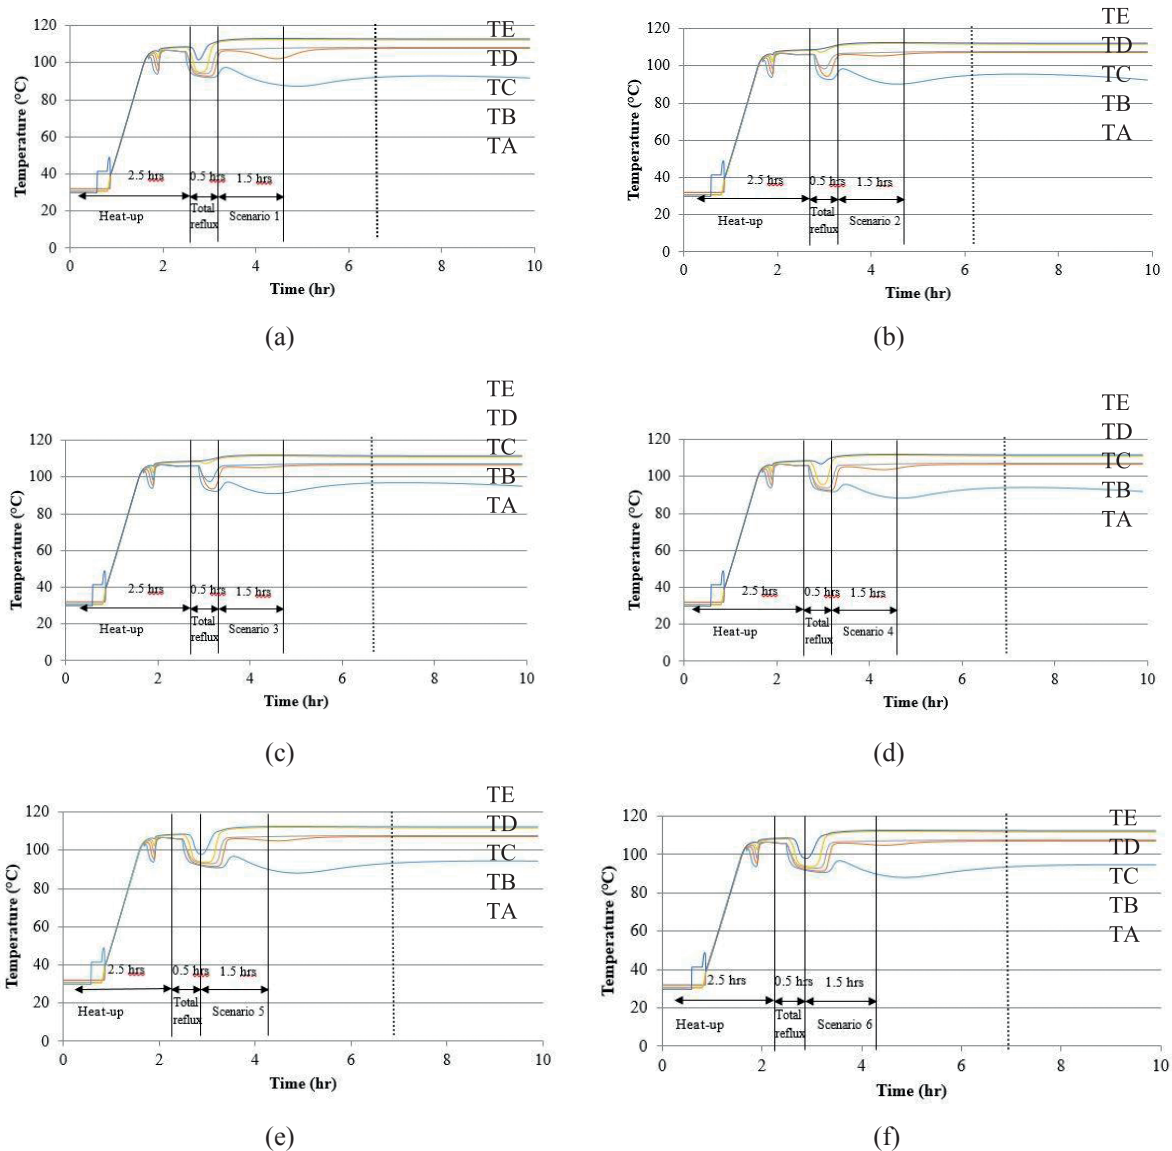 120
100
80
60
40
20
0
Temperature (°C)
2.5 hrs
0.5 hrs
1.5 hrs
Heat-up
Total
reflux
Scenario 1
0 2 4 6 8 10
Time (hr)
TE
TD
TC
TB
TA
(a)
120
100
80
60
40
20
0
Temperature (°C)
2.5 hrs
0.5 hrs
1.5 hrs
Heat-up
Total
reflux
Scenario 2
0 2 4 6 8 10
Time (hr)
TE
TD
TC
TB
TA
(b)
120
100
80
60
40
20
0
Temperature (°C)
2.5 hrs
0.5 hrs
1.5 hrs
Heat-up
Total
reflux
Scenario 3
0 2 4 6 8 10
Time (hr)
TE
TD
TC
TB
TA
(c)
120
100
80
60
40
20
0
Temperature (°C)
2.5 hrs
0.5 hrs
1.5 hrs
Heat-up
Total
reflux
Scenario 4
0 2 4 6 8 10
Time (hr)
TE
TD
TC
TB
TA
(d)
120
100
80
60
40
20
0
Temperature (°C)
2.5 hrs
0.5 hrs
1.5 hrs
Heat-up
Total
reflux
Scenario 5
0 2 4 6 8 10
Time (hr)
TE
TD
TC
TB
TA
(e)
120
100
80
60
40
20
0
Temperature (°C)
2.5 hrs
0.5 hrs
1.5 hrs
Heat-up
Total
reflux
Scenario 6
0 2 4 6 8 10
Time (hr)
TE
TD
TC
TB
TA
(f)